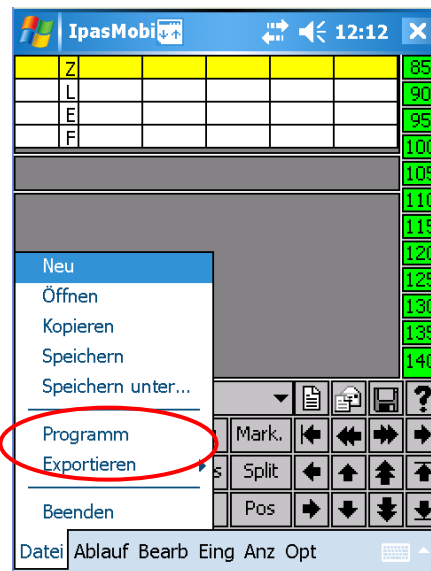 IpasMobi 12:12
Z 85
L 90
E 95
F 100
105
110
115
120
Neu 125
Öffnen 130
Kopieren 135
Speichern 140
Speichern unter... ?
Programm Mark.
Exportieren s Split
Beenden Pos
Datei Ablauf Bearb Eing Anz Opt